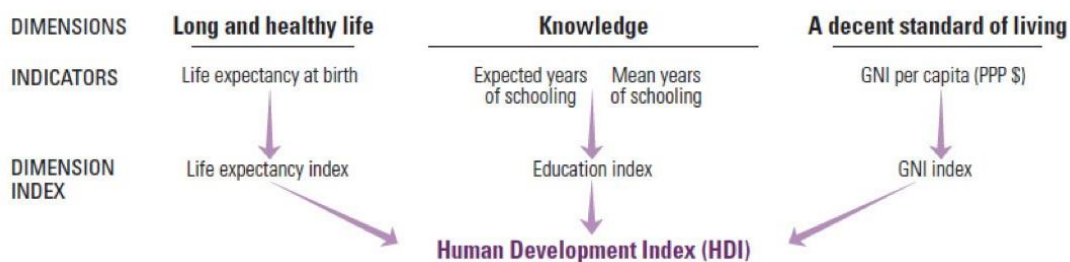 DIMENSIONS Long and healthy life Knowledge A decent standard of living
INDICATORS Life expectancy at birth Expected years Mean years GNI per capita (PPP $)
of schooling of schooling
DIMENSION Life expectancy index Education index GNI index
INDEX
Human Development Index (HDI)